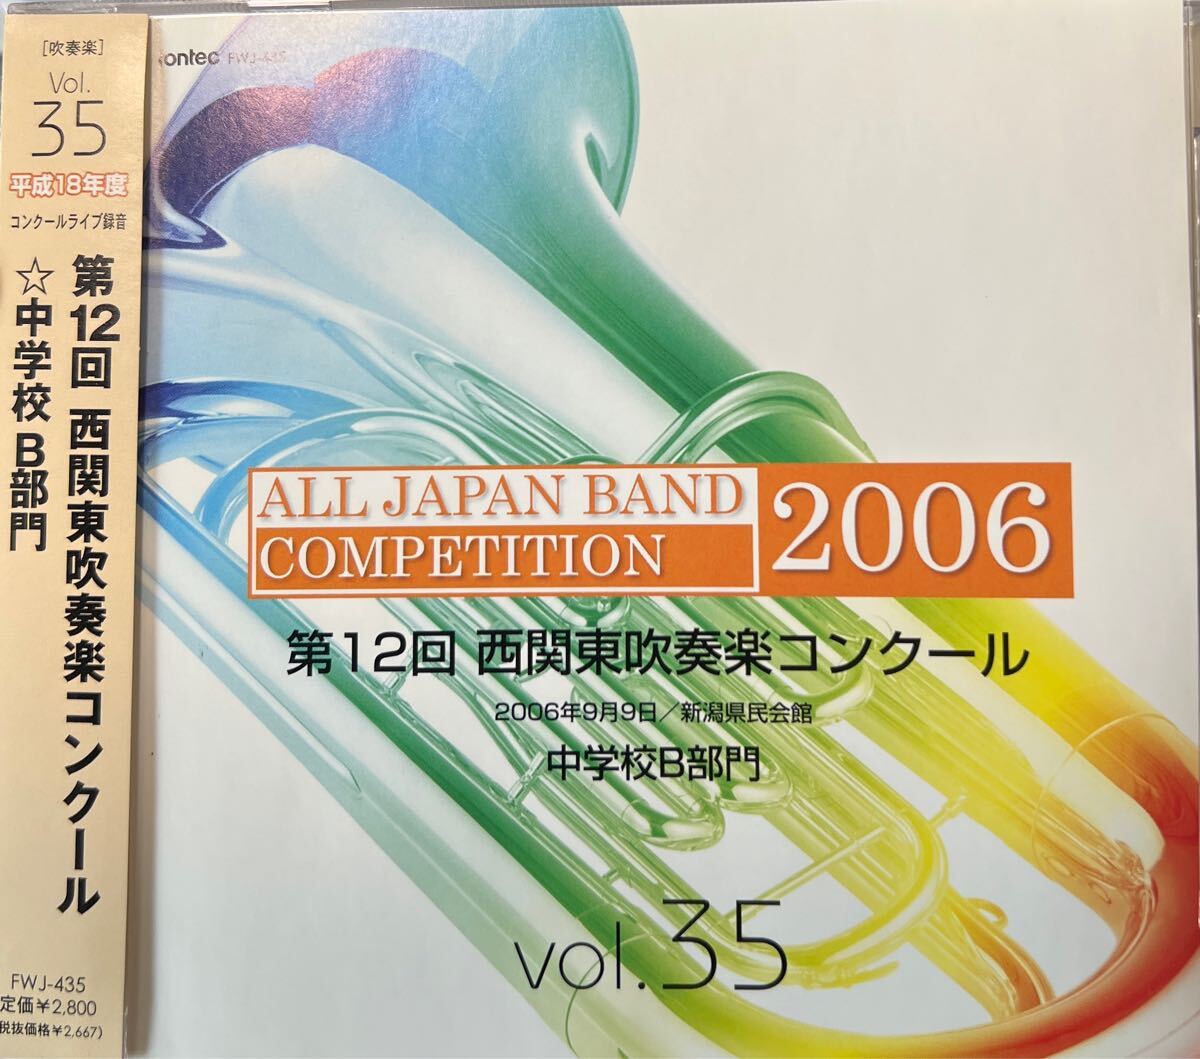 [吹奏楽]
Vol.
35
平成18年度
コンクールライブ録音
第12回 西関東吹奏楽コンクール
☆中学校 B部門
FWJ-435
定価￥2,800
税抜価格￥2,667)
ontec FWJ-435
ALL JAPAN BAND
COMPETITION
2006
第12回 西関東吹奏楽コンクール
2006年9月9日／新潟県民会館
中学校B部門
vol.35